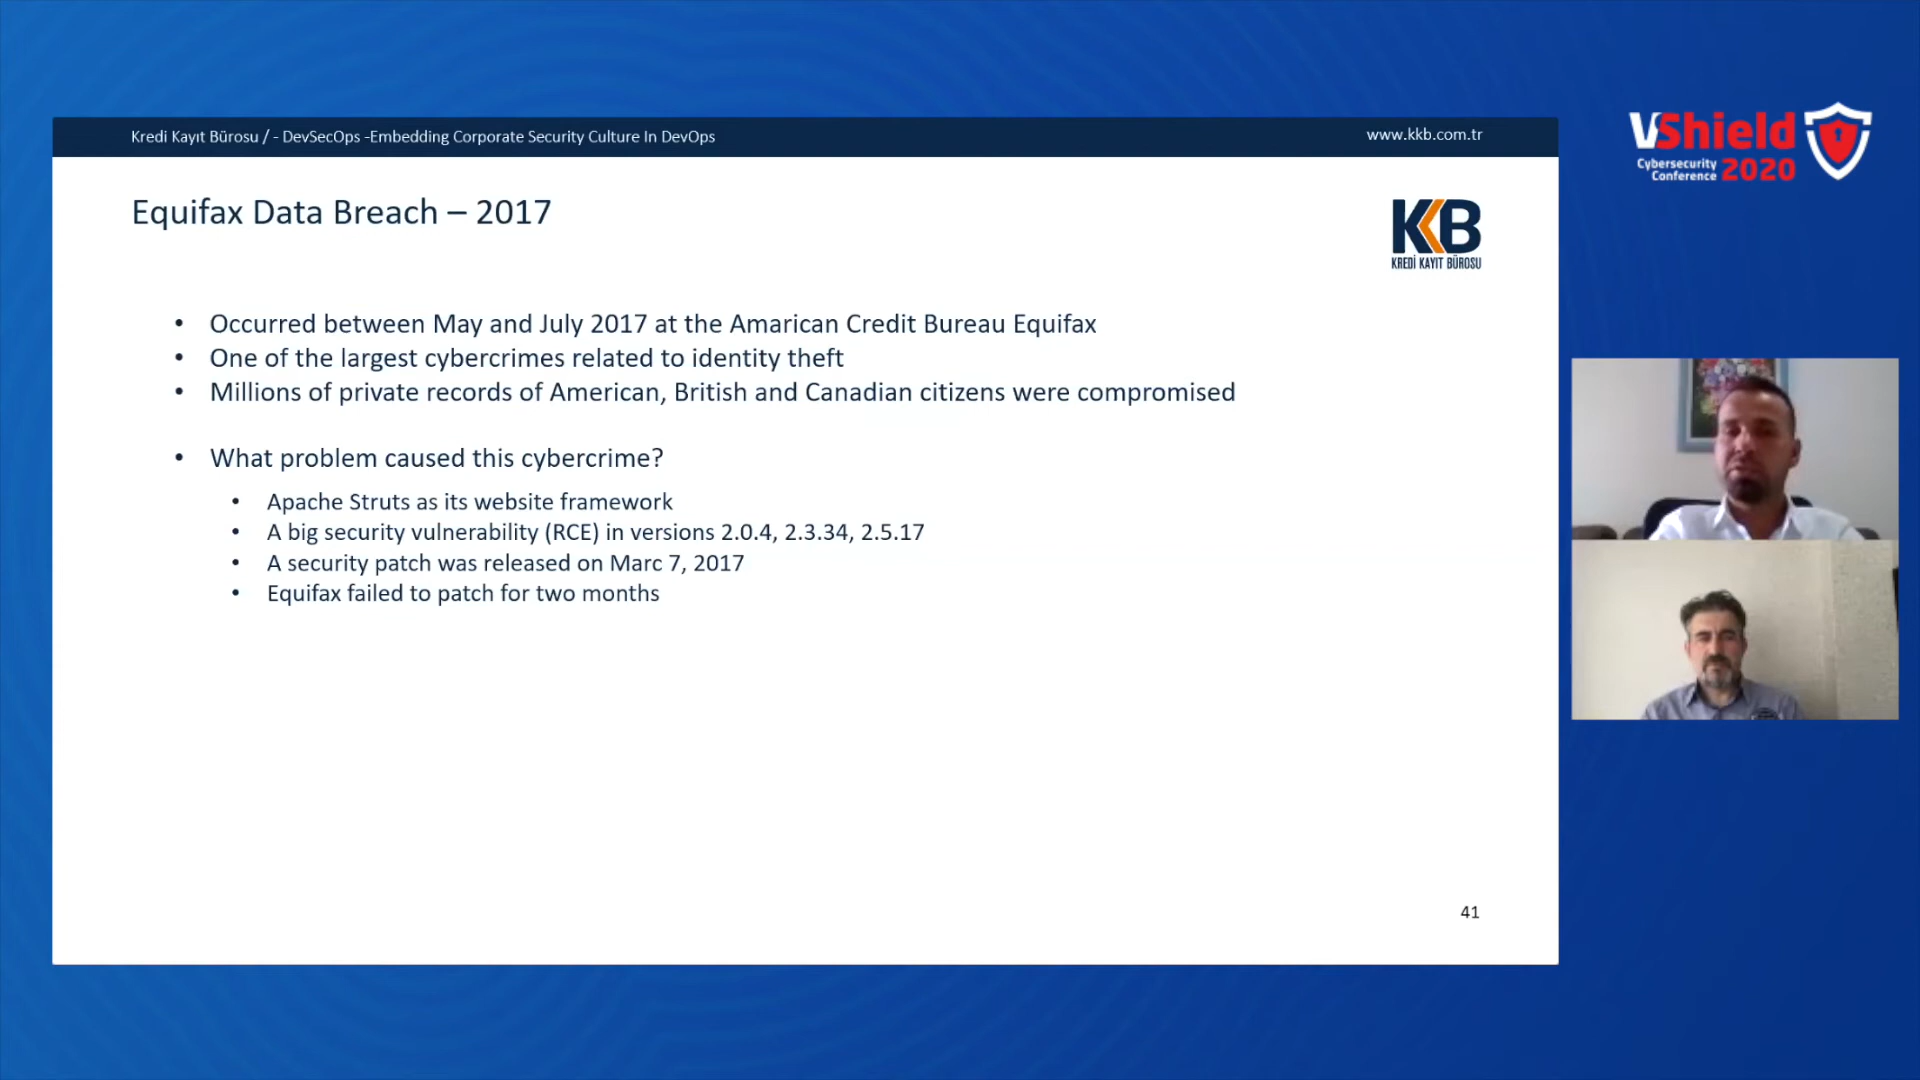 Kredi Kayıt Bürosu / - DevSecOps -Embedding Corporate Security Culture In DevOps
www.kkb.com.tr
VShield
Cybersecurity
Conference 2020
Equifax Data Breach – 2017
KKB
KREDİ KAYIT BÜROSU
• Occurred between May and July 2017 at the Amarican Credit Bureau Equifax
• One of the largest cybercrimes related to identity theft
• Millions of private records of American, British and Canadian citizens were compromised
• What problem caused this cybercrime?
• Apache Struts as its website framework
• A big security vulnerability (RCE) in versions 2.0.4, 2.3.34, 2.5.17
• A security patch was released on Marc 7, 2017
• Equifax failed to patch for two months
41